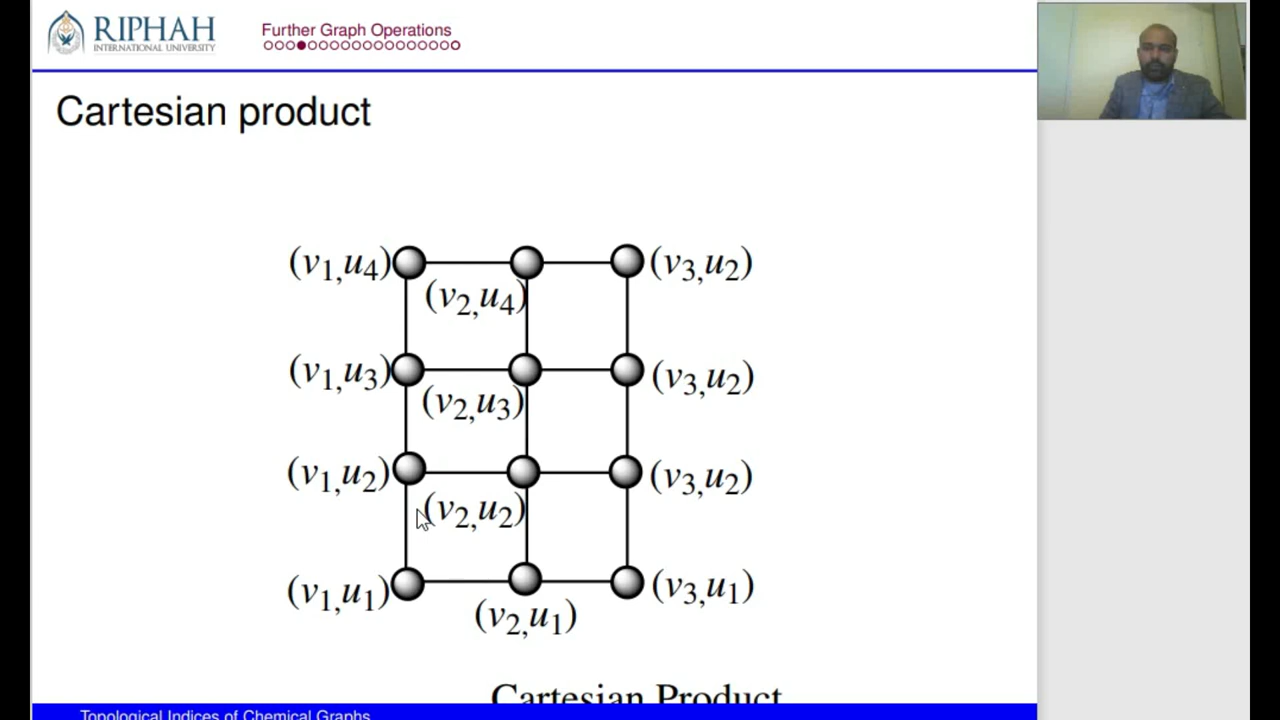 RIPHAH
INTERNATIONAL UNIVERSITY
Further Graph Operations
Cartesian product
(v1,u4)
(v3,u2)
(v2,u4)
(v1,u3)
(v3,u2)
(v2,u3)
(v1,u2)
(v3,u2)
(v2,u2)
(v1,u1)
(v3,u1)
(v2,u1)
Cartesian Product
Topological Indices of Chemical Graphs